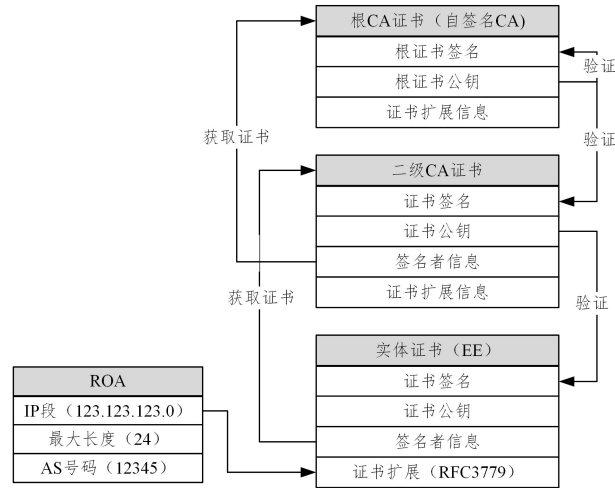 根CA证书（自签名CA)
根证书签名
根证书公钥
证书扩展信息
验证
验证
获取证书
二级CA证书
证书签名
证书公钥
签名者信息
证书扩展信息
获取证书
验证
实体证书（EE）
证书签名
证书公钥
签名者信息
证书扩展（RFC3779）
ROA
IP段（123.123.123.0）
最大长度（24）
AS号码（12345）